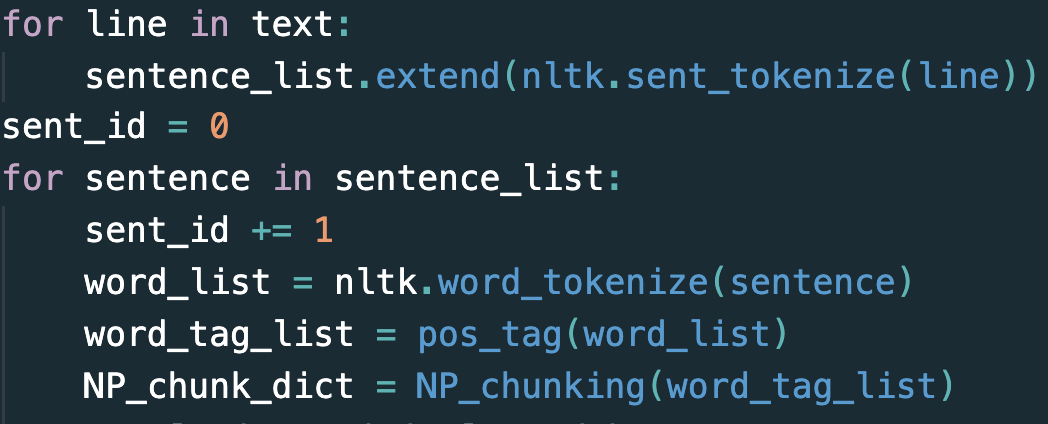 for line in text:
    sentence_list.extend(nltk.sent_tokenize(line))
sent_id = 0
for sentence in sentence_list:
    sent_id += 1
    word_list = nltk.word_tokenize(sentence)
    word_tag_list = pos_tag(word_list)
    NP_chunk_dict = NP_chunking(word_tag_list)